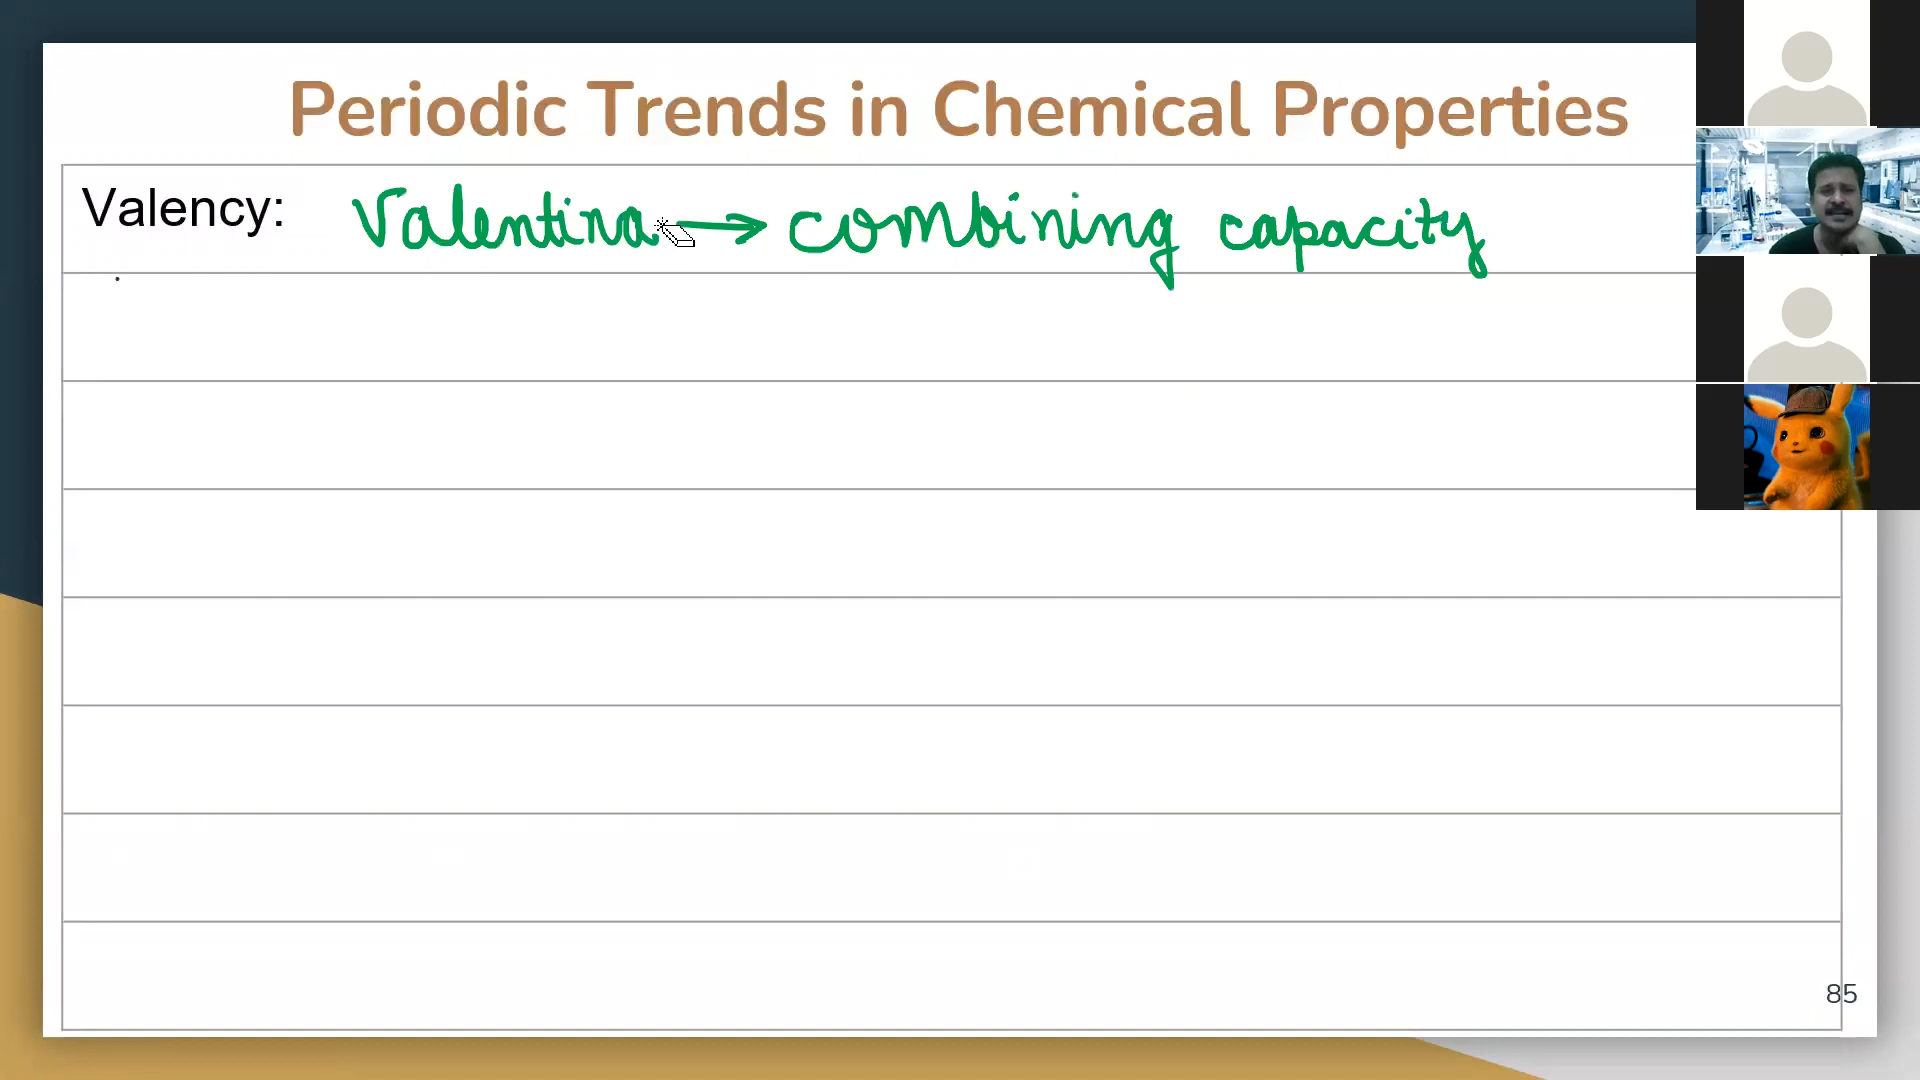 Periodic Trends in Chemical Properties
Valency: Valentina → combining capacity
85